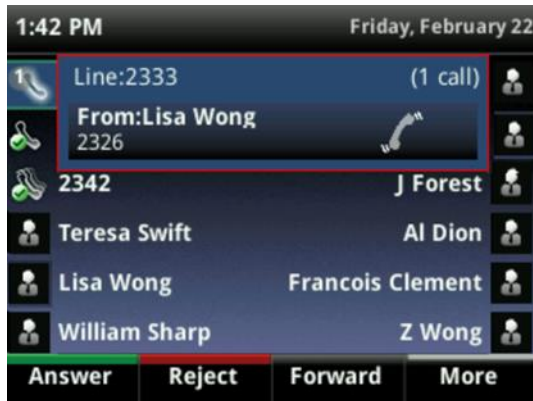 1:42 PM Friday, February 22
1 Line:2333 (1 call)
From:Lisa Wong
2326
2342 J Forest
Teresa Swift Al Dion
Lisa Wong Francois Clement
William Sharp Z Wong
Answer Reject Forward More